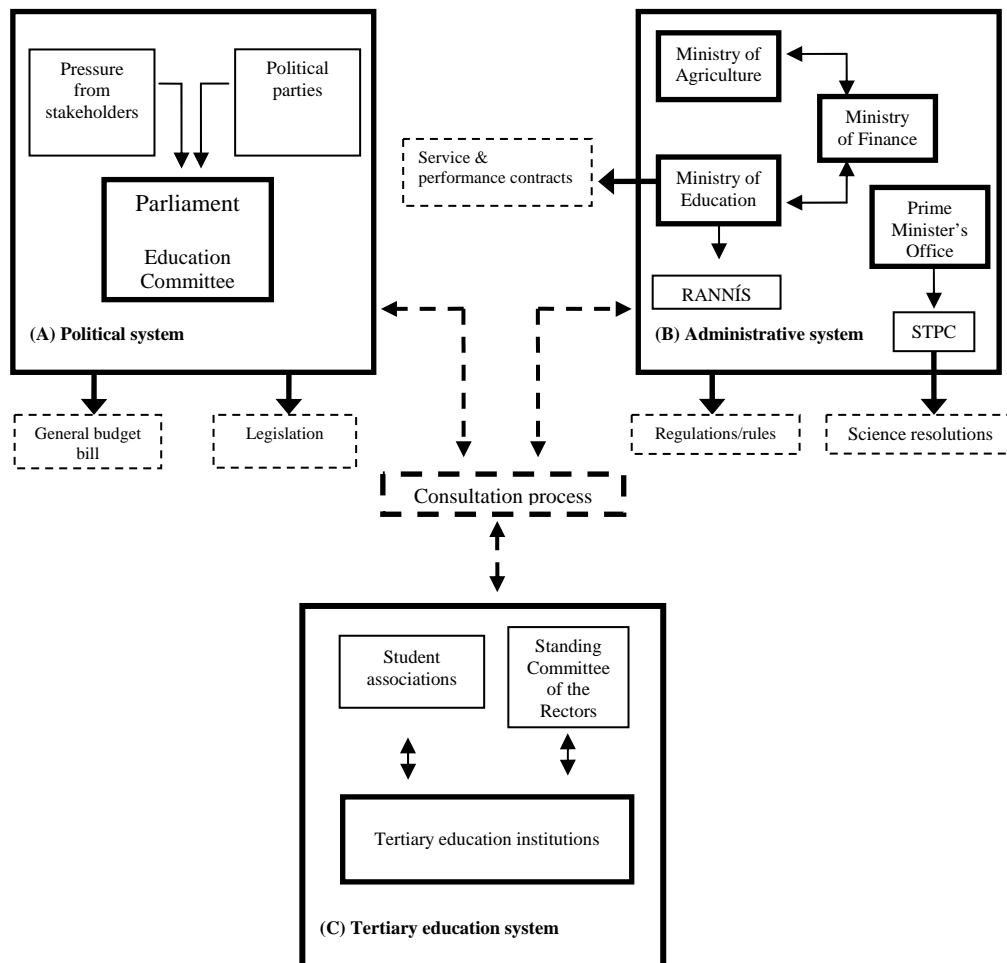 Pressure
from
stakeholders
Political
parties
Parliament
Education
Committee
(A) Political system
General budget
bill
Legislation
Service &
performance contracts
Ministry of
Agriculture
Ministry
of Finance
Ministry of
Education
Prime
Minister's
Office
RANNÍS
STPC
(B) Administrative system
Regulations/rules
Science resolutions
Consultation process
Student
associations
Standing
Committee
of the
Rectors
Tertiary education institutions
(C) Tertiary education system